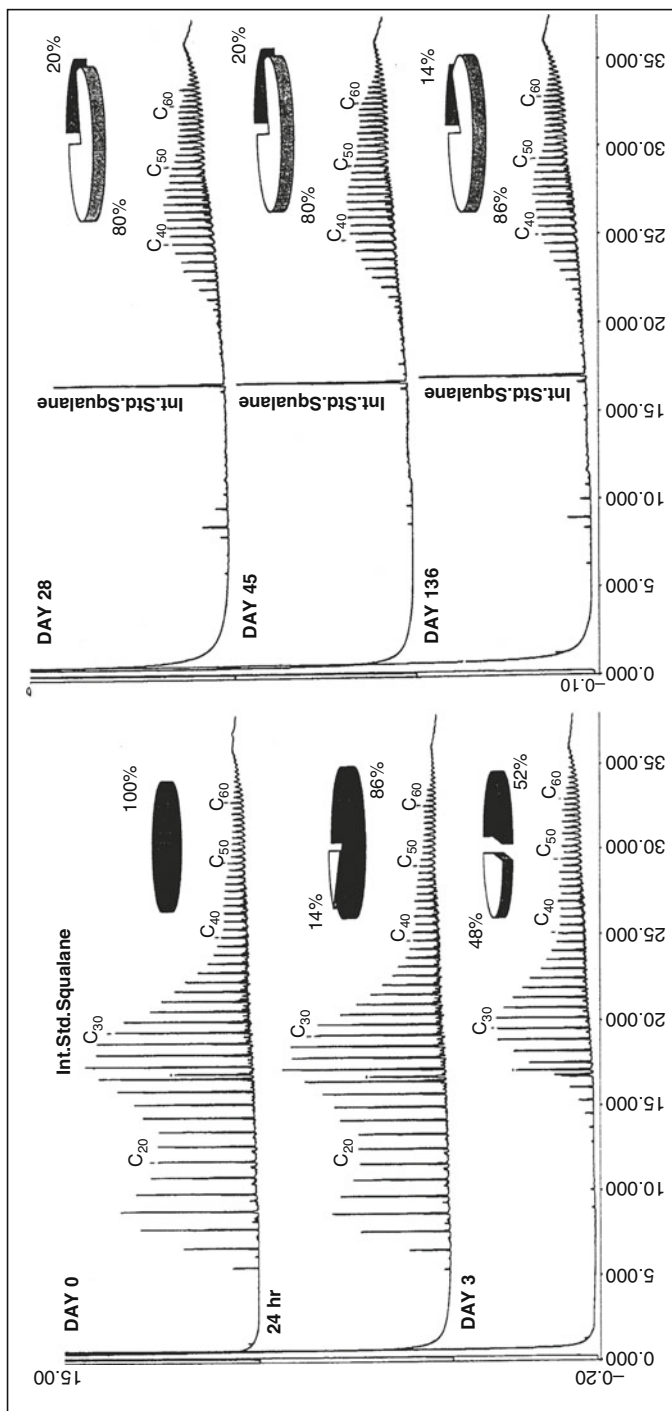 15.00
DAY 0
Int.Std.Squalane
100%
C20
C30
C40
C50
C60
24 hr
14%
86%
C20
C30
C40
C50
C60
DAY 3
48%
52%
C30
C40
C50
C60
−0.20
0.000
5.000
10.000
15.000
20.000
25.000
30.000
35.000
DAY 28
Int.Std.Squalane
80%
20%
C40
C50
C60
DAY 45
Int.Std.Squalane
80%
20%
C40
C50
C60
DAY 136
Int.Std.Squalane
86%
14%
C40
C50
C60
−0.10
0.000
5.000
10.000
15.000
20.000
25.000
30.000
35.000